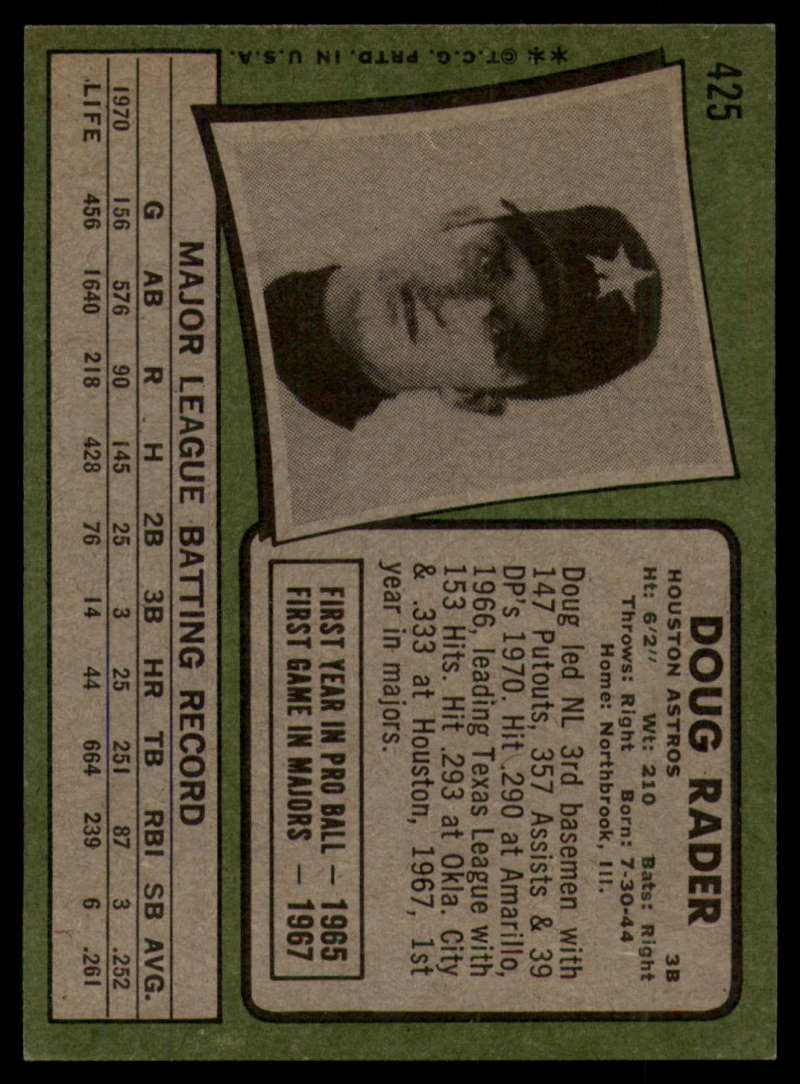 425
** ©T.C.G. PRTD. IN U.S.A.
DOUG RADER
HOUSTON ASTROS 3B
Ht: 6'2" Wt: 210 Bats: Right
Throws: Right Born: 7-30-44
Home: Northbrook, Ill.
Doug led NL 3rd basemen with
147 Putouts, 357 Assists & 39
DP's 1970. Hit .290 at Amarillo,
1966, leading Texas League with
153 Hits. Hit .293 at Okla. City
& .333 at Houston, 1967, 1st
year in majors.
FIRST YEAR IN PRO BALL — 1965
FIRST GAME IN MAJORS — 1967
MAJOR LEAGUE BATTING RECORD
G AB R H 2B 3B HR TB RBI SB AVG.
1970 156 576 90 145 25 3 25 251 87 3 .252
LIFE 456 1640 218 428 76 14 44 664 239 6 .261